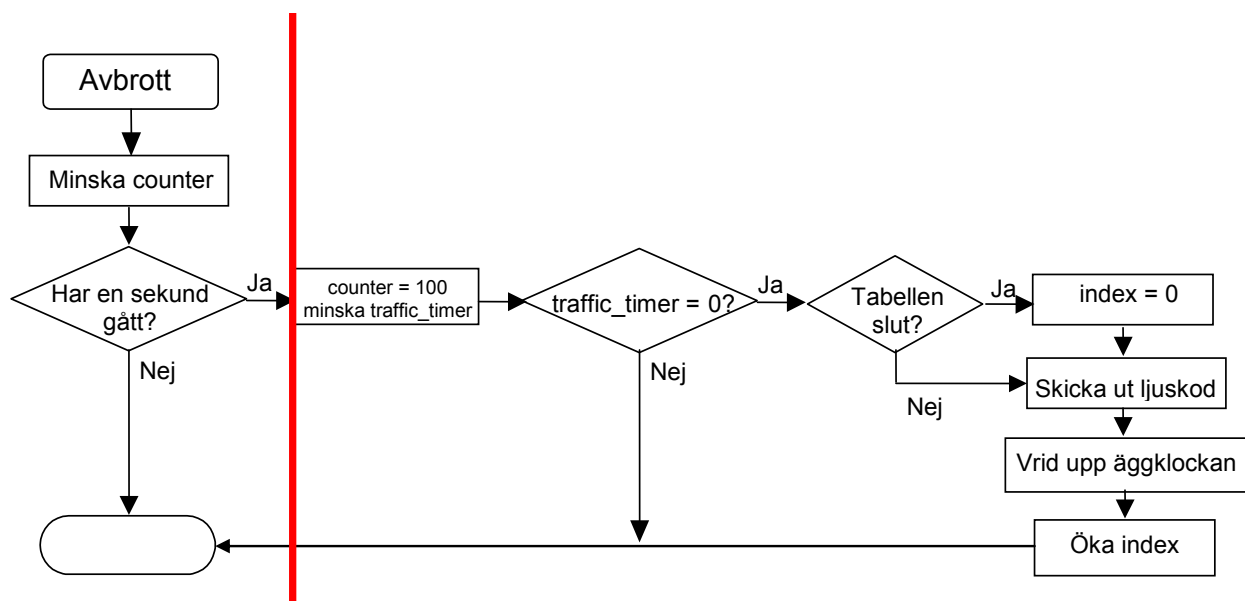 Avbrott
Minska counter
Har en sekund
gått?
Ja
Nej
counter = 100
minska traffic_timer
traffic_timer = 0?
Ja
Nej
Tabellen
slut?
Ja
Nej
index = 0
Skicka ut ljuskod
Vrid upp äggklockan
Öka index